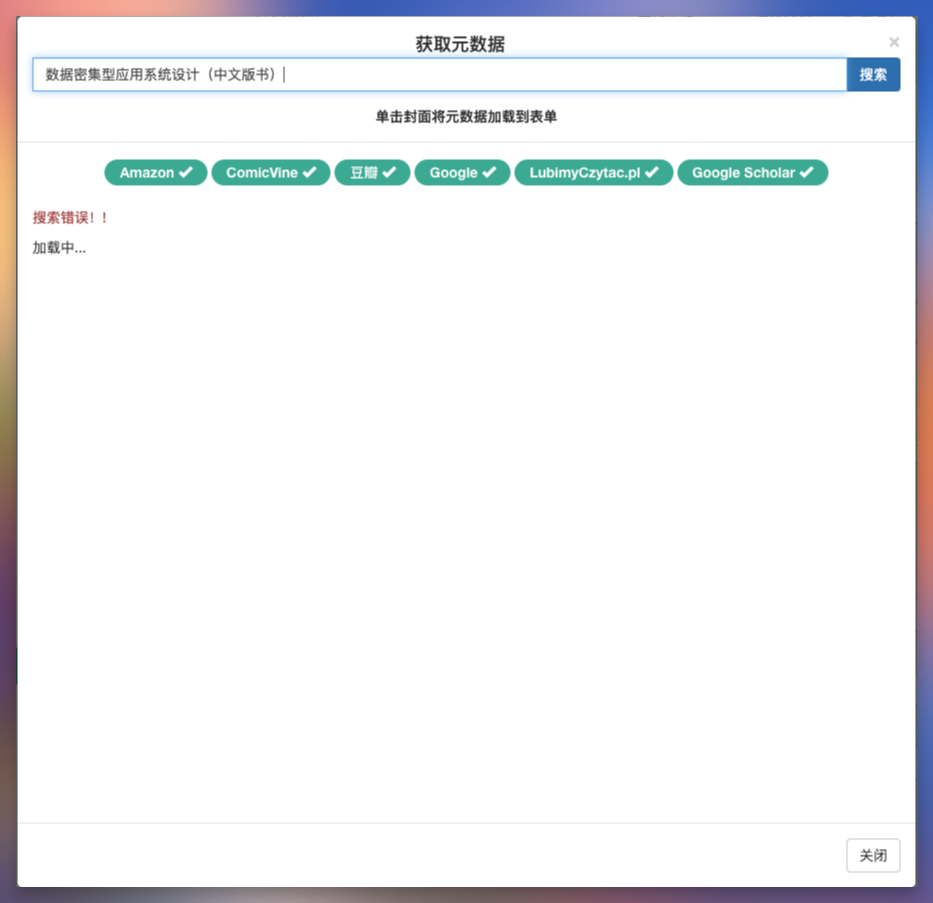 获取元数据
×
数据密集型应用系统设计（中文版书）
搜索
单击封面将元数据加载到表单
Amazon ✔ ComicVine ✔ 豆瓣 ✔ Google ✔ LubimyCzytac.pl ✔ Google Scholar ✔
搜索错误！！
加载中...
关闭